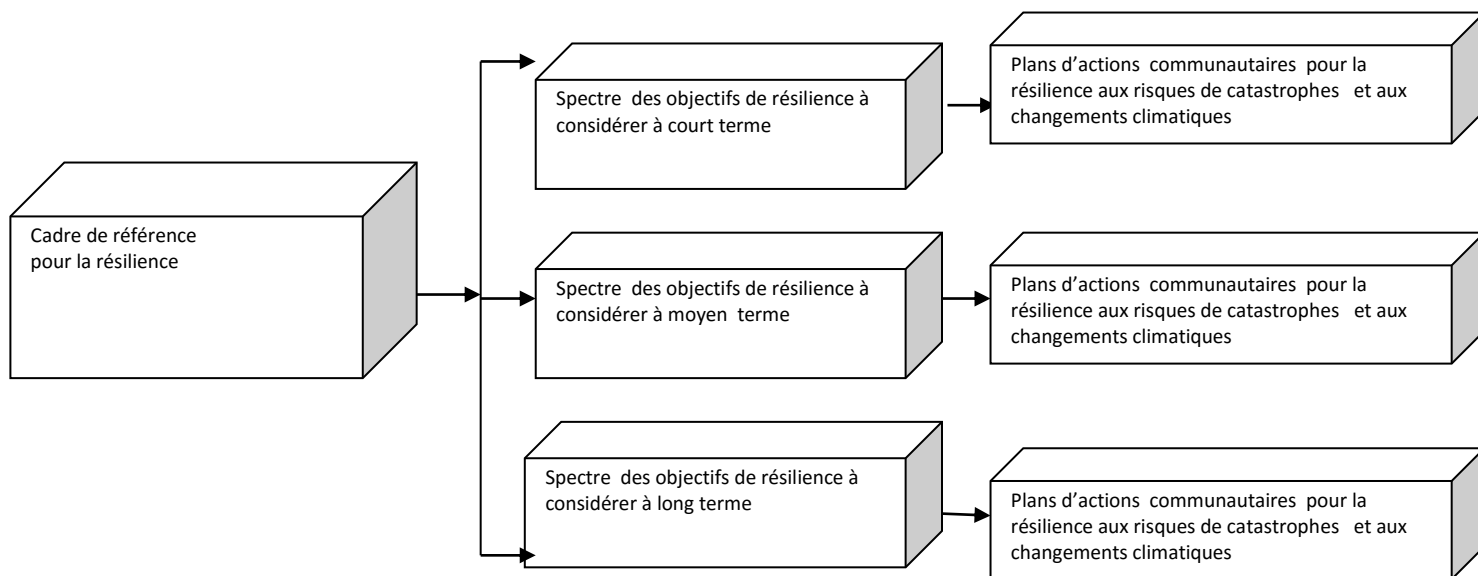 Cadre de référence
pour la résilience
Spectre des objectifs de résilience à
considérer à court terme
Plans d’actions communautaires pour la
résilience aux risques de catastrophes et aux
changements climatiques
Spectre des objectifs de résilience à
considérer à moyen terme
Plans d’actions communautaires pour la
résilience aux risques de catastrophes et aux
changements climatiques
Spectre des objectifs de résilience à
considérer à long terme
Plans d’actions communautaires pour la
résilience aux risques de catastrophes et aux
changements climatiques